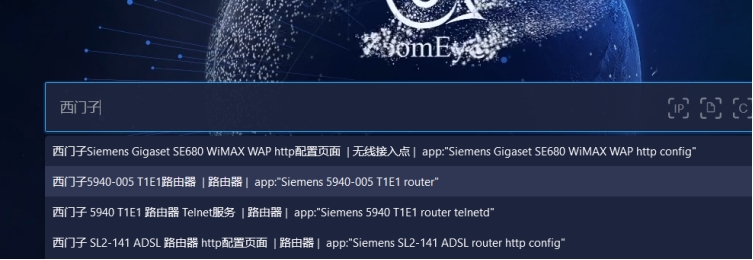 ZoomEye
西门子
IP
C
西门子Siemens Gigaset SE680 WiMAX WAP http配置页面 | 无线接入点 | app:"Siemens Gigaset SE680 WiMAX WAP http config"
西门子5940-005 T1E1路由器 | 路由器 | app:"Siemens 5940-005 T1E1 router"
西门子 5940 T1E1 路由器 Telnet服务 | 路由器 | app:"Siemens 5940 T1E1 router telnetd"
西门子 SL2-141 ADSL 路由器 http配置页面 | 路由器 | app:"Siemens SL2-141 ADSL router http config"